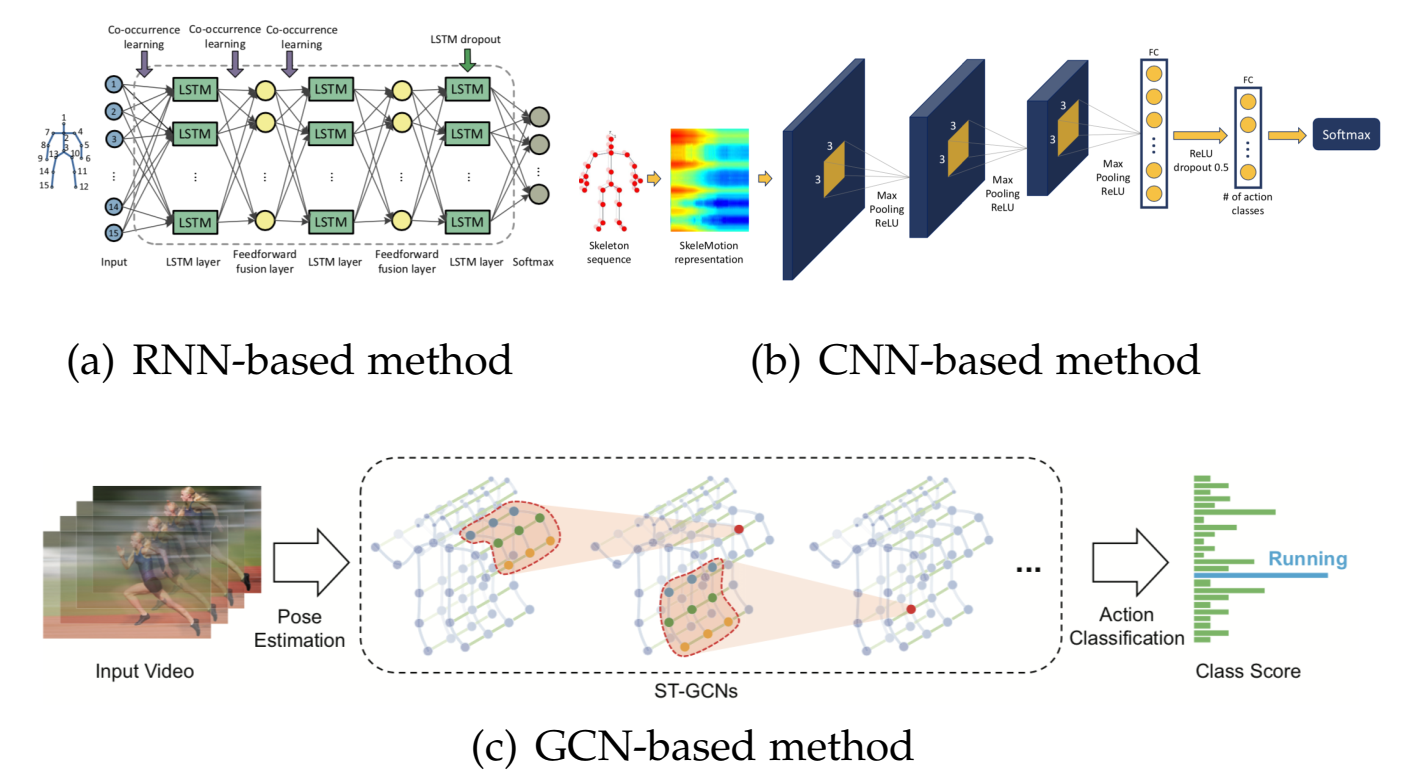 Co-occurrence
learning
Co-occurrence
learning
Co-occurrence
learning
LSTM dropout
1
2
3
⋮
14
15
LSTM
LSTM
⋮
LSTM
⋮
LSTM
LSTM
⋮
LSTM
⋮
LSTM
LSTM
⋮
LSTM
⋮
1
7
2
4
8
3
5
9
13
10
6
14
11
15
12
Input
LSTM layer
Feedforward
fusion layer
LSTM layer
Feedforward
fusion layer
LSTM layer
Softmax
Skeleton
sequence
SkeleMotion
representation
3
3
Max
Pooling
ReLU
3
3
Max
Pooling
ReLU
3
3
Max
Pooling
ReLU
FC
ReLU
dropout 0.5
FC
# of action
classes
Softmax
(a) RNN-based method
(b) CNN-based method
Input Video
Pose
Estimation
...
ST-GCNs
Action
Classification
Running
Class Score
(c) GCN-based method